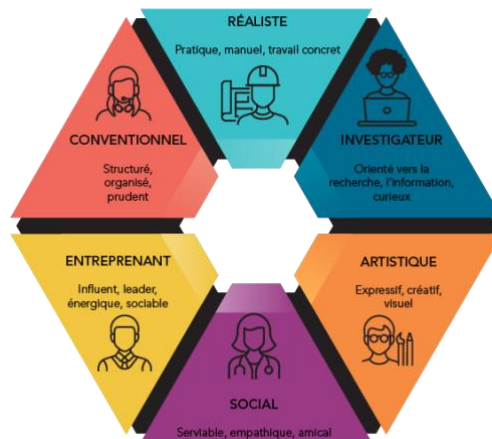 RÉALISTE
Pratique, manuel, travail concret
CONVENTIONNEL
Structuré,
organisé,
prudent
INVESTIGATEUR
Orienté vers la
recherche, l'information,
curieux
ENTREPRENANT
Influent, leader,
énergique, sociable
ARTISTIQUE
Expressif, créatif,
visuel
SOCIAL
Serviable, empathique, amical